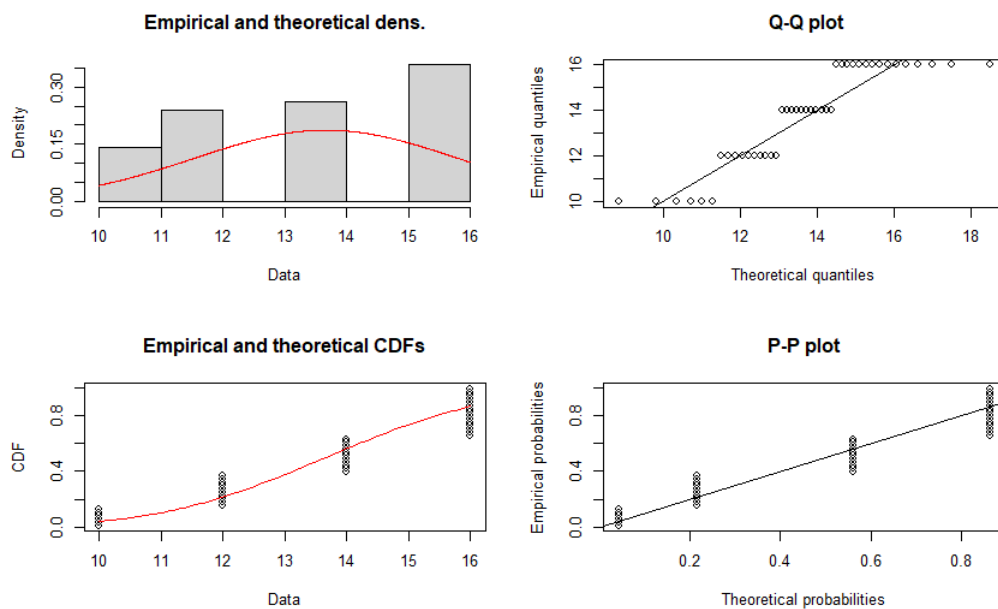 Empirical and theoretical dens.
Density
0.00 0.15 0.30
10 11 12 13 14 15 16
Data
Q-Q plot
Empirical quantiles
10 12 14 16
10 12 14 16 18
Theoretical quantiles
Empirical and theoretical CDFs
CDF
0.0 0.4 0.8
10 11 12 13 14 15 16
Data
P-P plot
Empirical probabilities
0.0 0.4 0.8
0.2 0.4 0.6 0.8
Theoretical probabilities